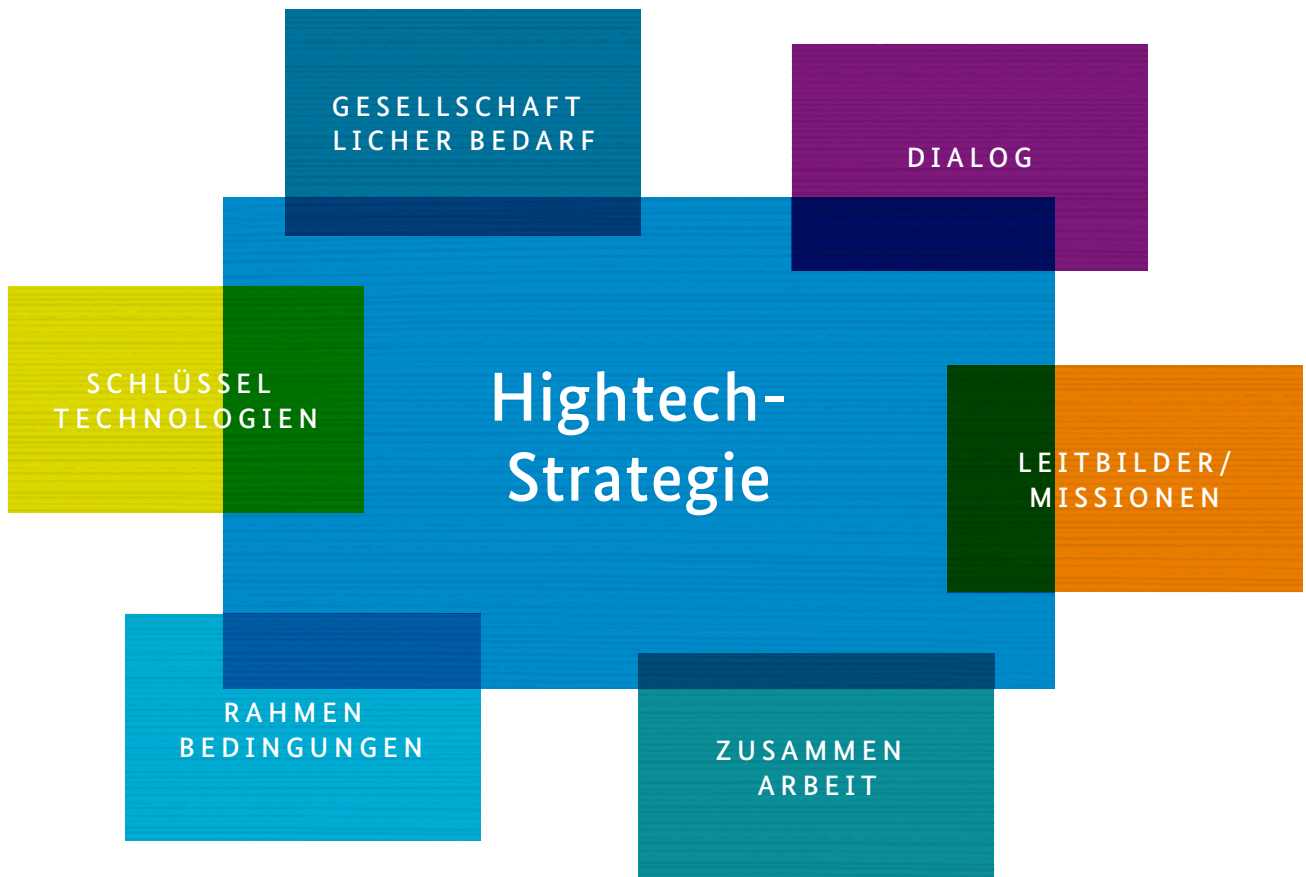 GESELLSCHAFT
LICHER BEDARF
DIALOG
SCHLÜSSEL
TECHNOLOGIEN
Hightech-
Strategie
LEITBILDER/
MISSIONEN
RAHMEN
BEDINGUNGEN
ZUSAMMEN
ARBEIT